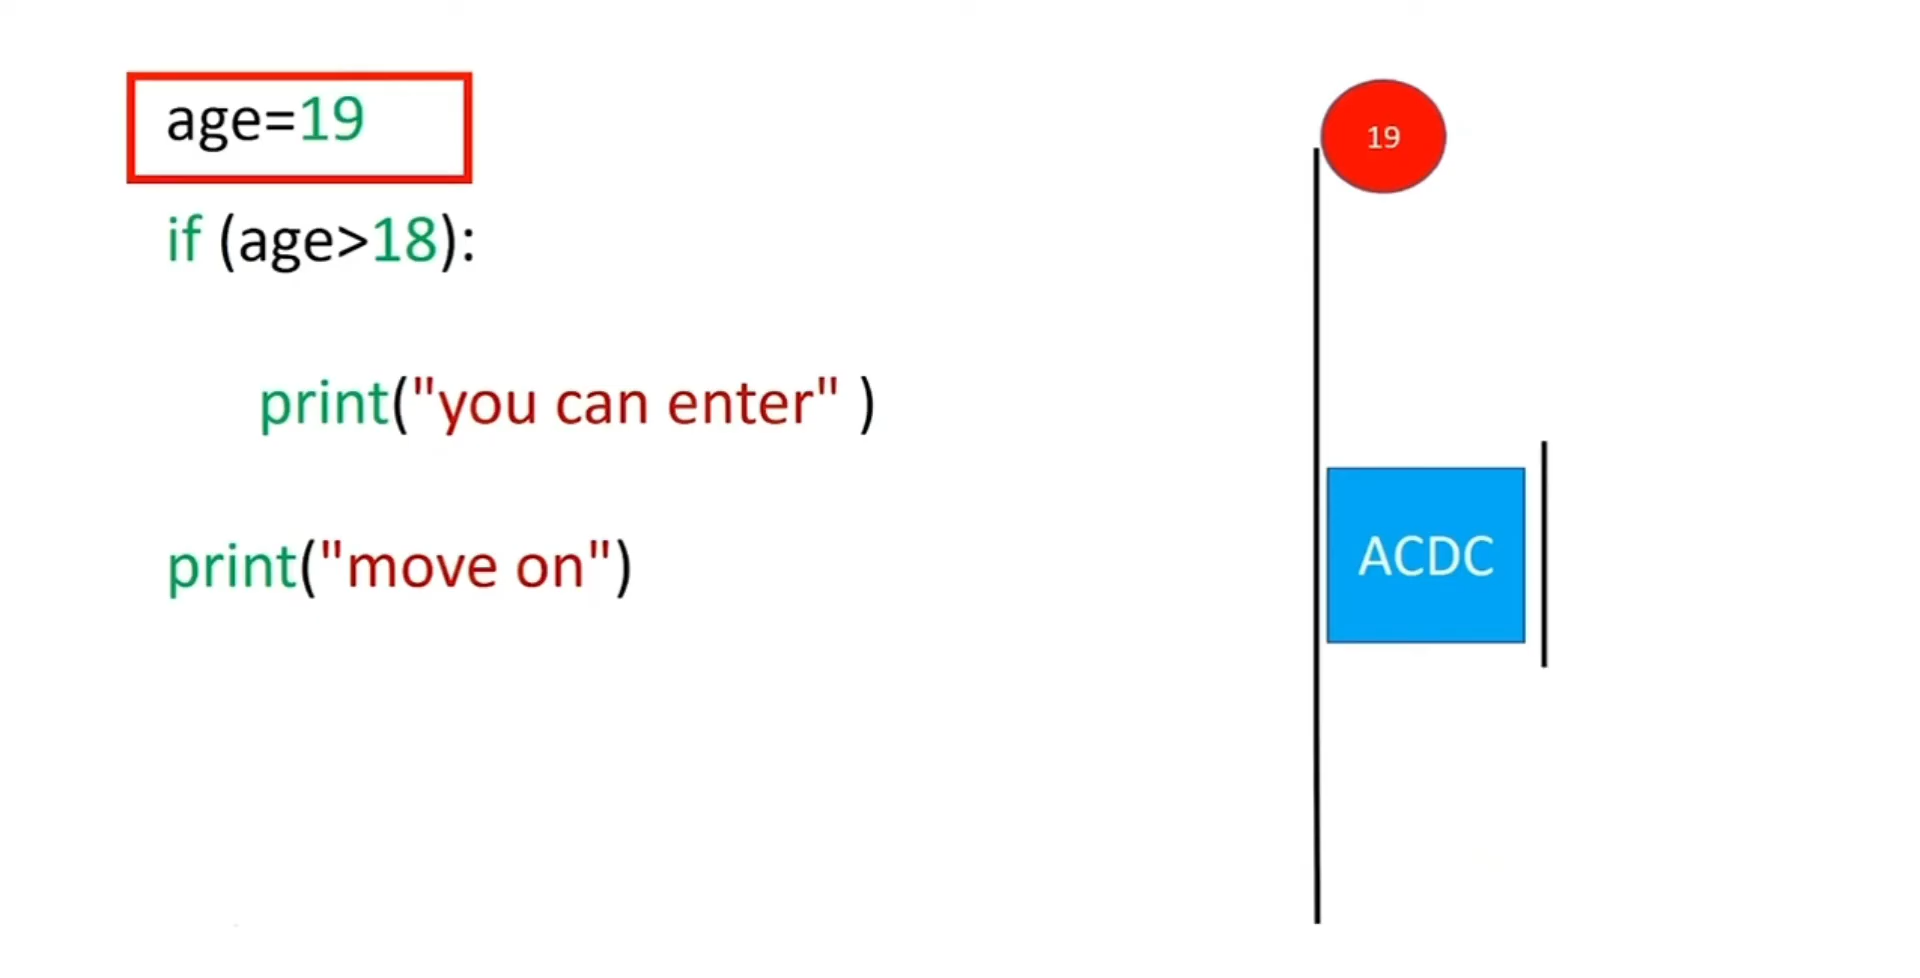 age=19
if (age>18):
print("you can enter" )
print("move on")
19
ACDC